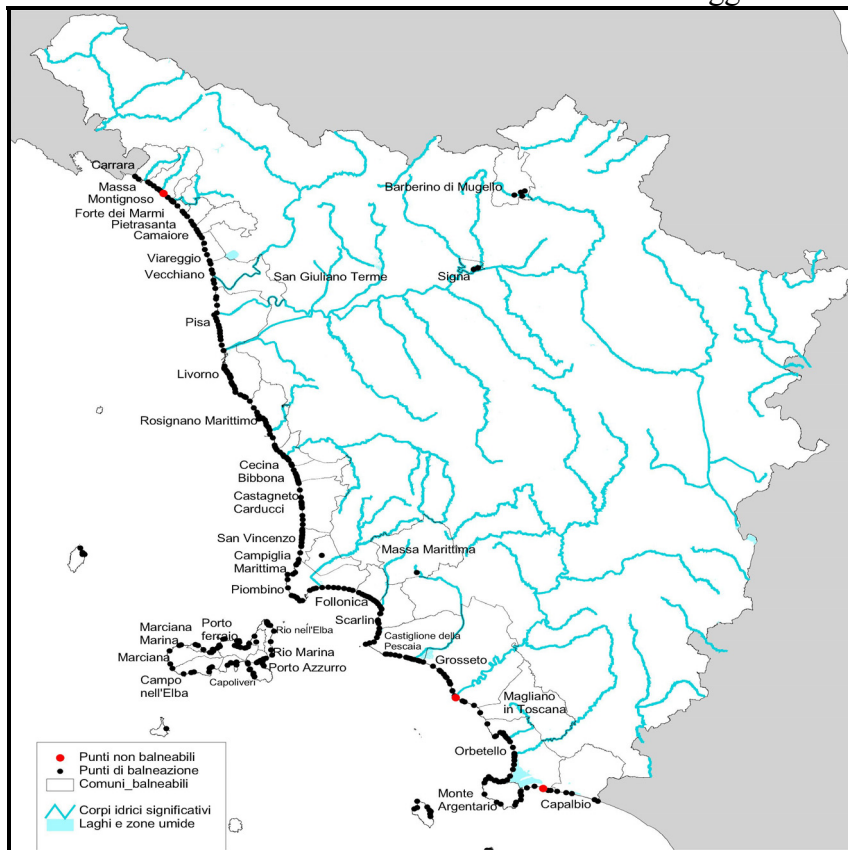 gg
Carrara
Massa
Montignoso
Forte dei Marmi
Pietrasanta
Camaiore
Viareggio
Vecchiano
San Giuliano Terme
Signa
Barberino di Mugello
Pisa
Livorno
Rosignano Marittimo
Cecina
Bibbona
Castagneto
Carducci
San Vincenzo
Campiglia
Marittima
Massa Marittima
Piombino
Follonica
Scarlin
Castiglione della
Pescaia
Grosseto
Magliano
in Toscana
Marciana
Marina
Porto
ferraio
Rio nell'Elba
Rio Marina
Porto Azzurro
Marciana
Campo
nell'Elba
Capoliveri
Orbetello
Monte
Argentario
Capalbio
Punti non balneabili
Punti di balneazione
Comuni_balneabili
Corpi idrici significativi
Laghi e zone umide